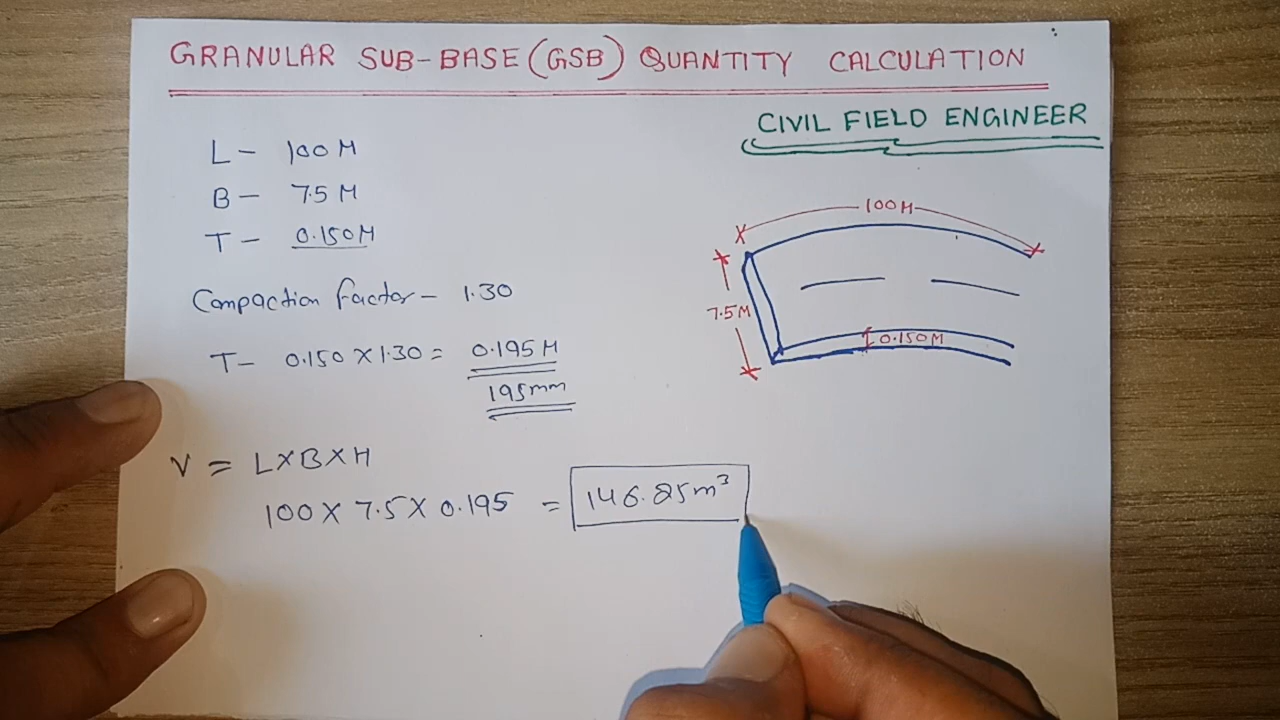 GRANULAR SUB-BASE (GSB) QUANTITY CALCULATION
CIVIL FIELD ENGINEER
L - 100 M
B - 7.5 M
T - 0.150 M
Compaction factor - 1.30
T - 0.150 X 1.30 = 0.195 M
195mm
V = L X B X H
100 X 7.5 X 0.195 = 146.25m³
100 M
7.5 M
0.150M